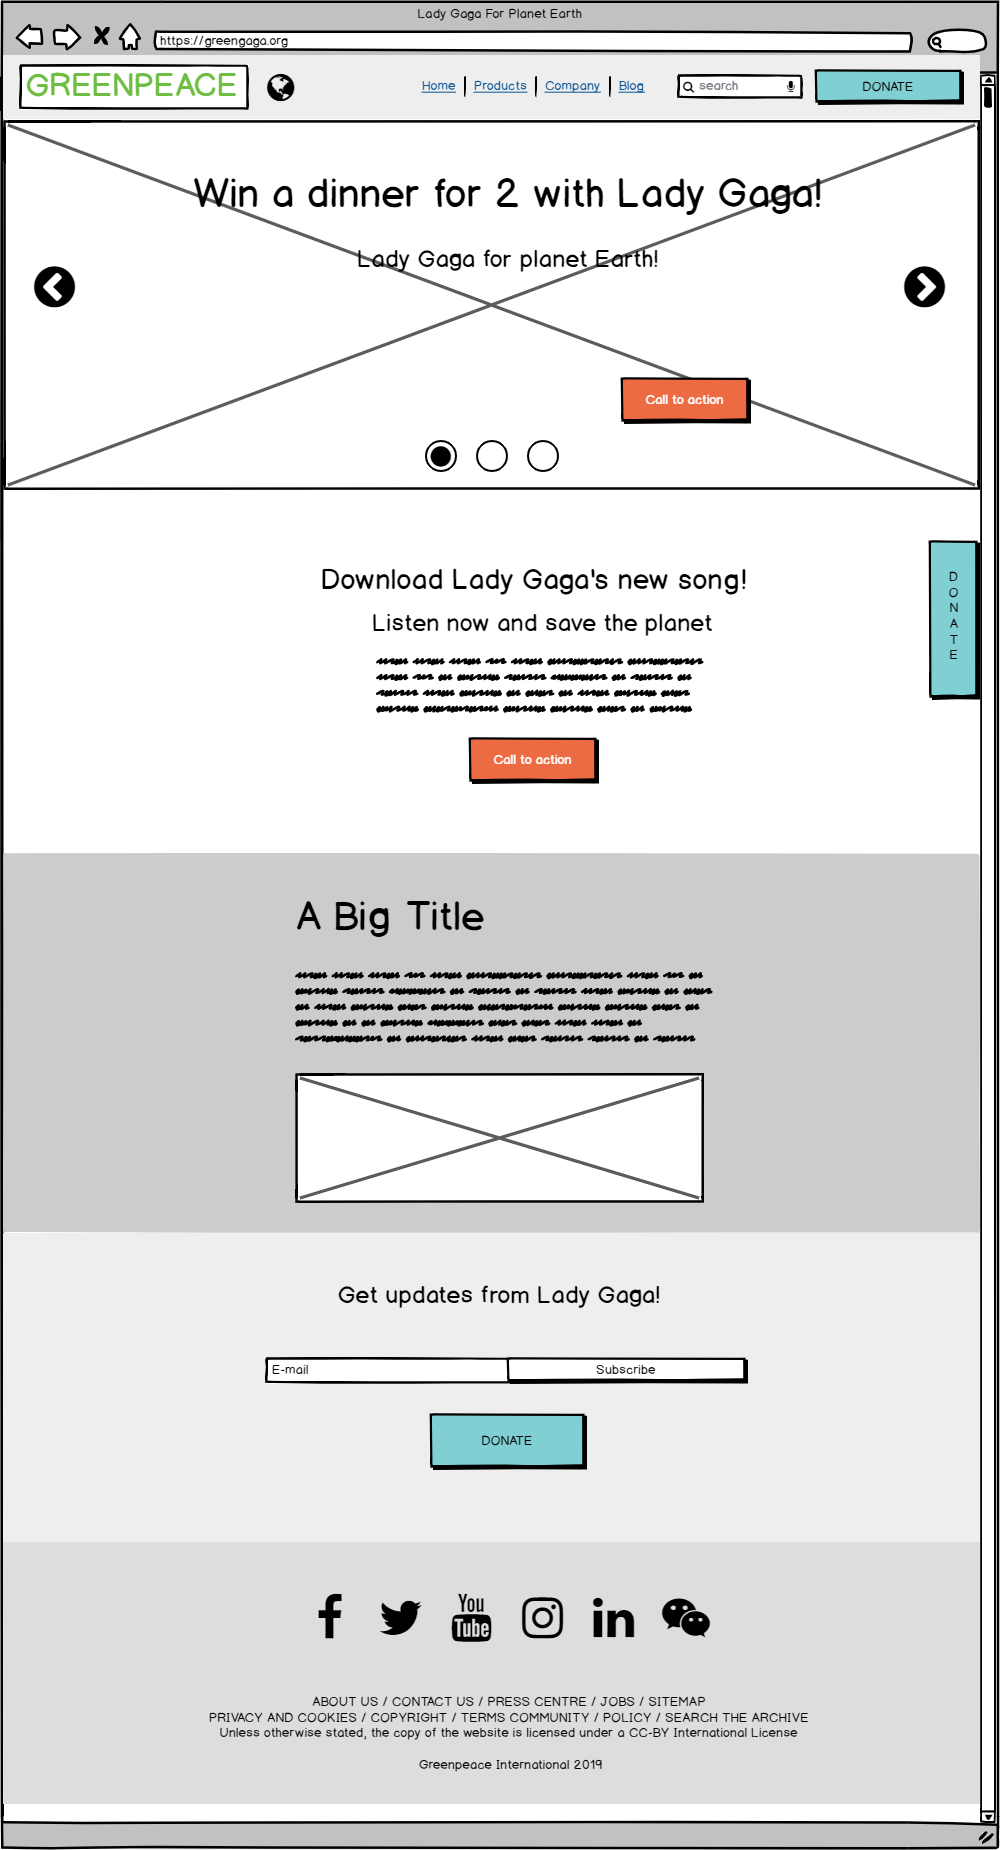 Lady Gaga For Planet Earth
https://greengaga.org
GREENPEACE
Home
Products
Company
Blog
search
DONATE
Win a dinner for 2 with Lady Gaga!
Lady Gaga for planet Earth!
Call to action
Download Lady Gaga's new song!
Listen now and save the planet
D
O
N
A
T
E
Call to action
A Big Title
Get updates from Lady Gaga!
E-mail
Subscribe
DONATE
You
Tube
in
ABOUT US / CONTACT US / PRESS CENTRE / JOBS / SITEMAP
PRIVACY AND COOKIES / COPYRIGHT / TERMS COMMUNITY / POLICY / SEARCH THE ARCHIVE
Unless otherwise stated, the copy of the website is licensed under a CC-BY International License
Greenpeace International 2019